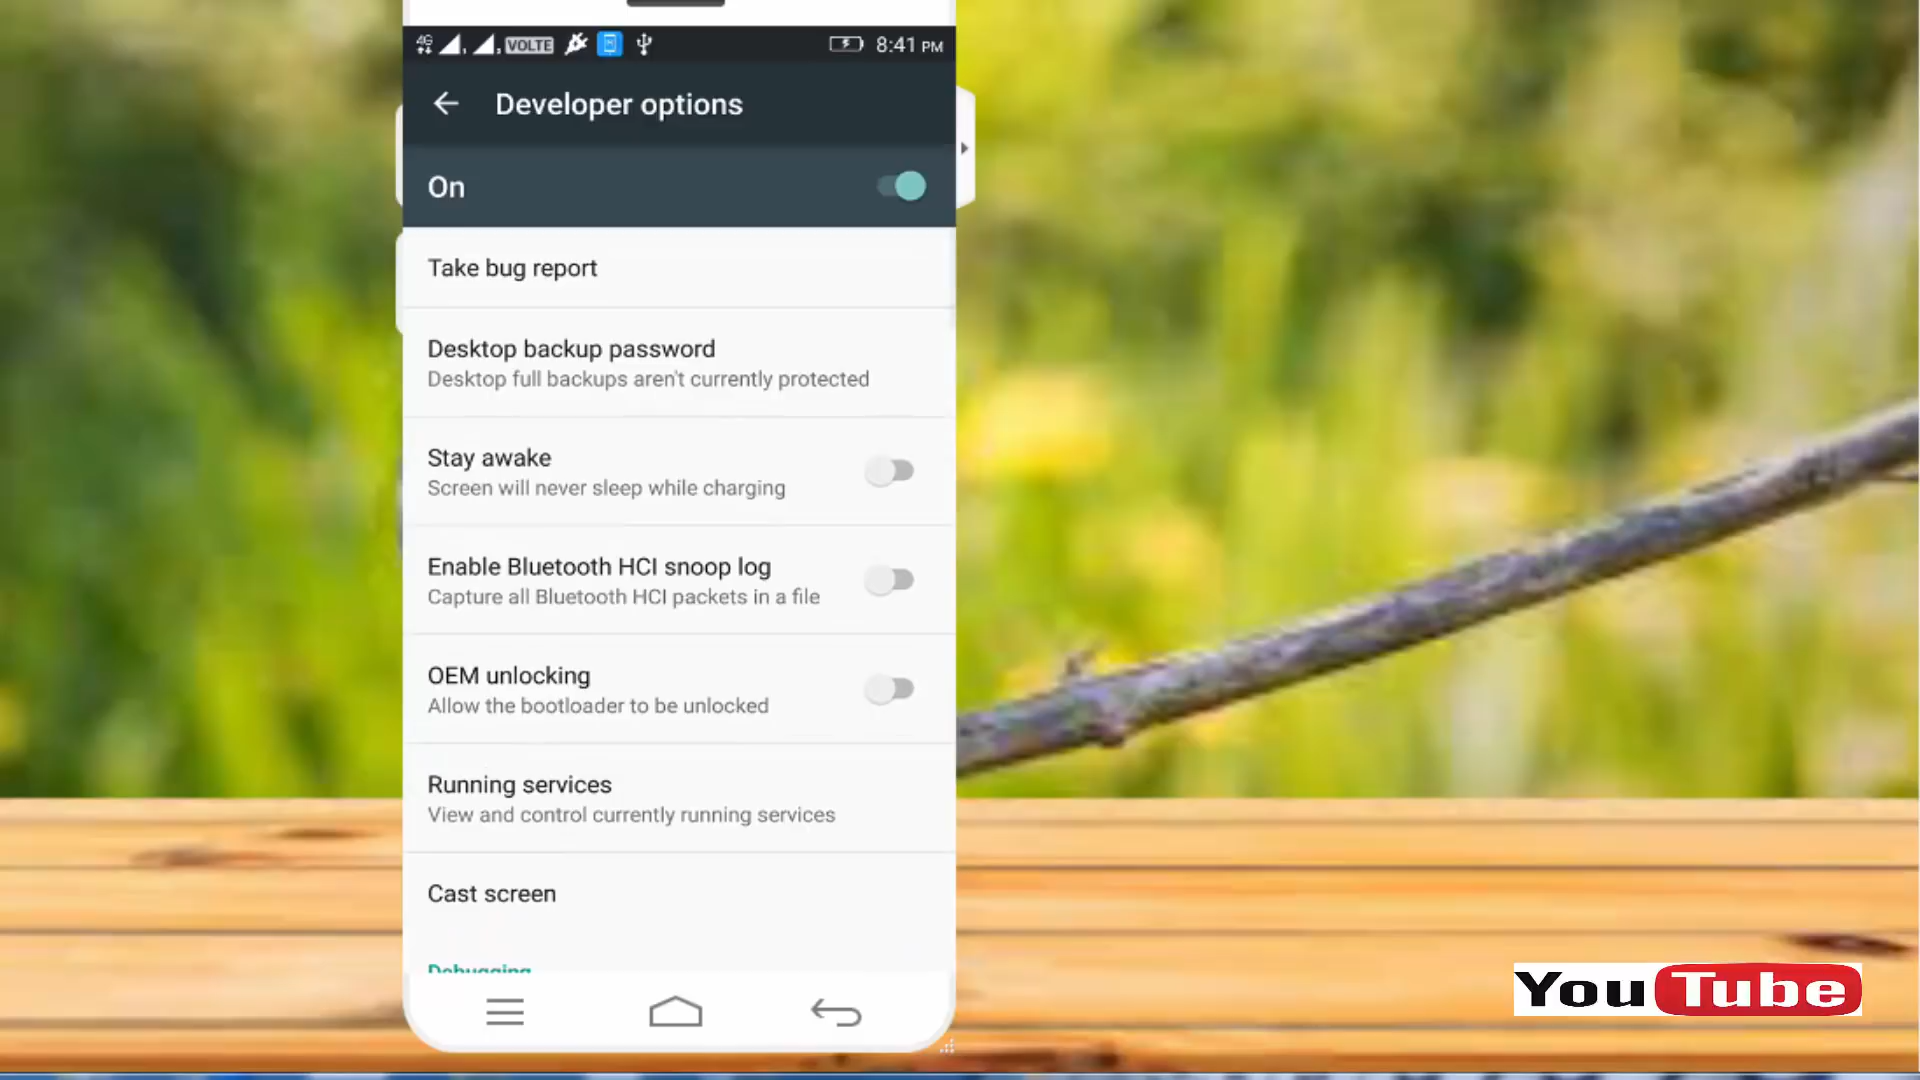 4G VOLTE 8:41 PM
Developer options
On
Take bug report
Desktop backup password
Desktop full backups aren't currently protected
Stay awake
Screen will never sleep while charging
Enable Bluetooth HCI snoop log
Capture all Bluetooth HCI packets in a file
OEM unlocking
Allow the bootloader to be unlocked
Running services
View and control currently running services
Cast screen
Debugging
YouTube